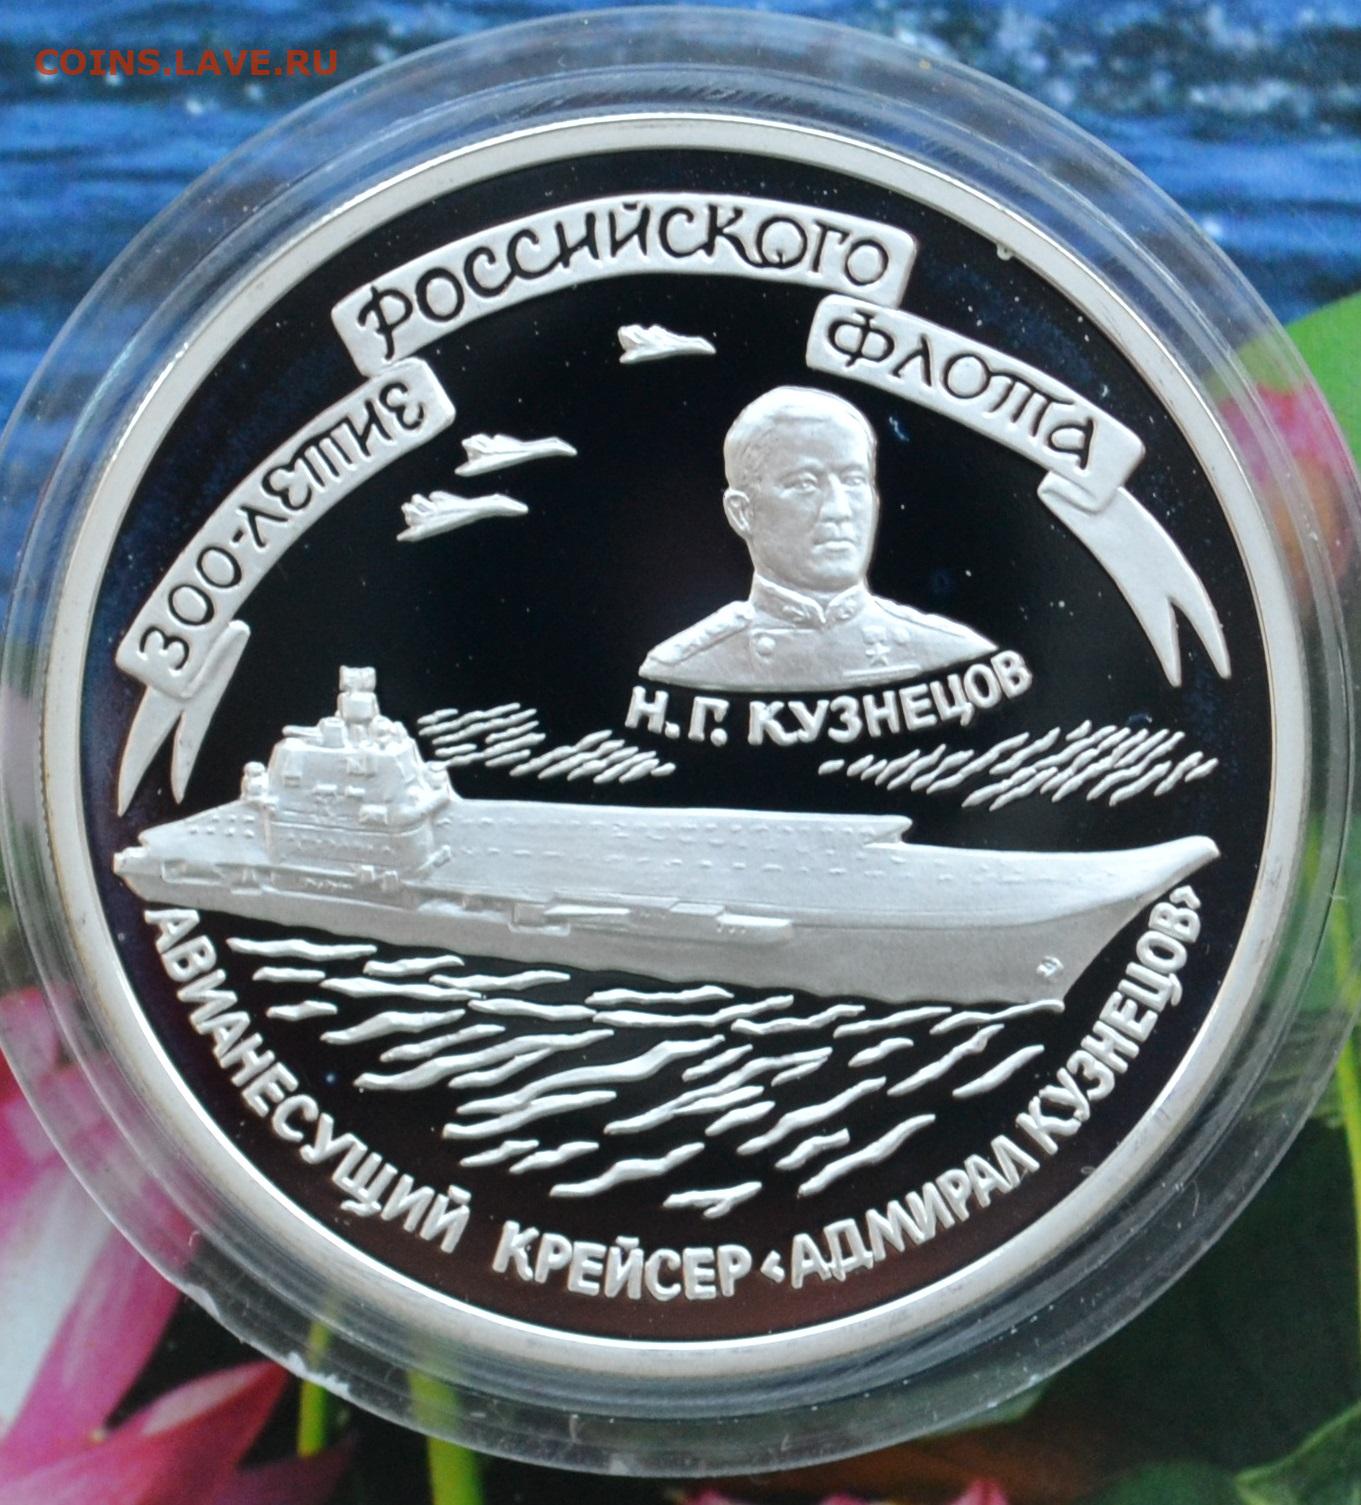 COINS.LAVE.RU
300-ЛЕТИЕ РОССИЙСКОГО ФЛОТА
Н.Г. КУЗНЕЦОВ
АВИАНЕСУЩИЙ КРЕЙСЕР «АДМИРАЛ КУЗНЕЦОВ»